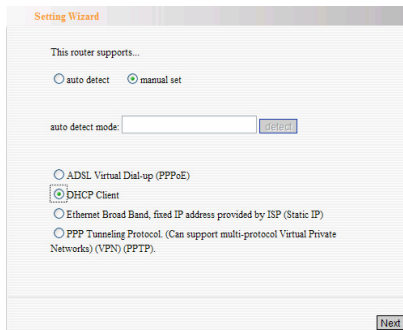 Setting Wizard
This router supports...
auto detect manual set
auto detect mode: detect
ADSL Virtual Dial-up (PPPoE)
DHCP Client
Ethernet Broad Band, fixed IP address provided by ISP (Static IP)
PPP Tunneling Protocol. (Can support multi-protocol Virtual Private
Networks) (VPN) (PPTP).
Next